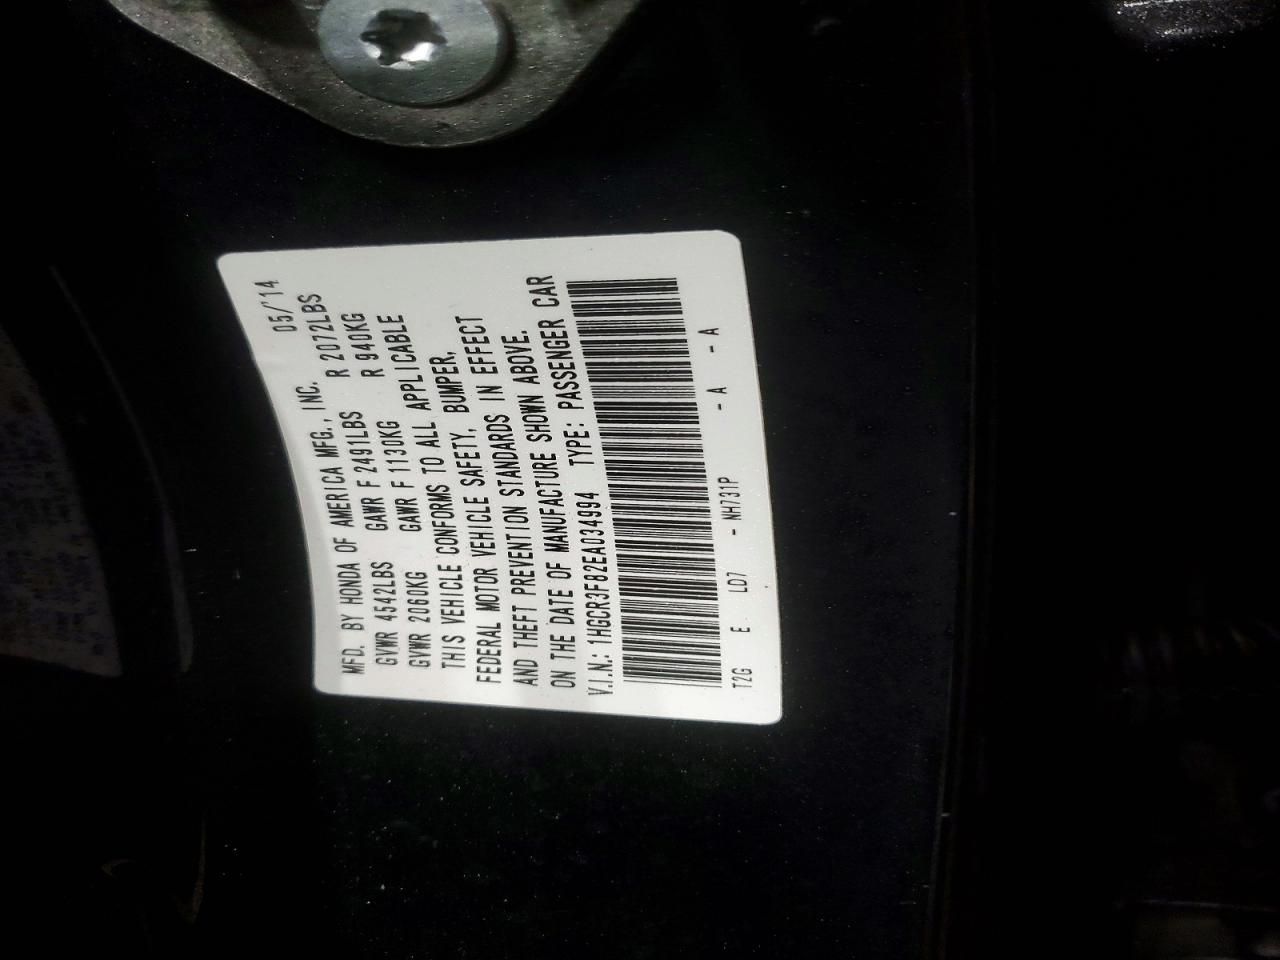 MFD. BY HONDA OF AMERICA MFG., INC. 05/'14
GVWR 4542LBS GAWR F 2491LBS R 2072LBS
GVWR 2060KG GAWR F 1130KG R 940KG
THIS VEHICLE CONFORMS TO ALL APPLICABLE
FEDERAL MOTOR VEHICLE SAFETY, BUMPER,
AND THEFT PREVENTION STANDARDS IN EFFECT
ON THE DATE OF MANUFACTURE SHOWN ABOVE.
V.I.N.: 1HGCR3F82EA034994 TYPE: PASSENGER CAR
T2G E LD7 - NH731P - A - A